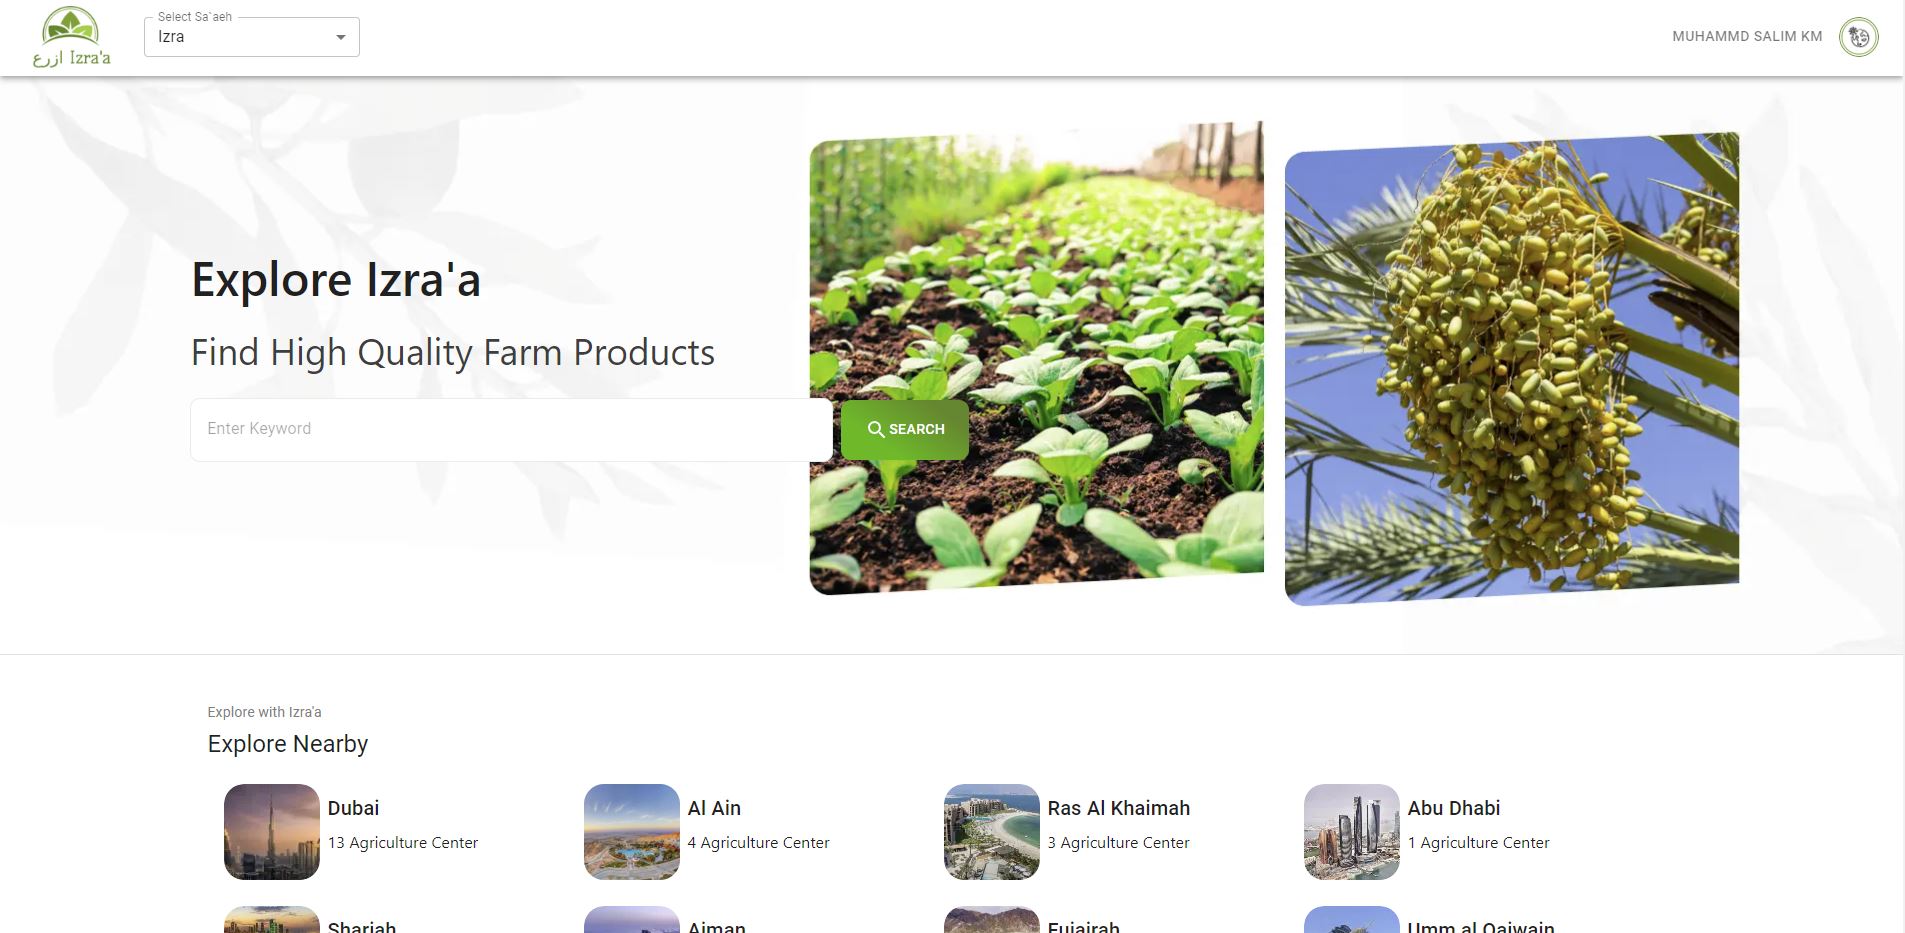 Select Sa`aeh
Izra
ازرع Izra'a
MUHAMMD SALIM KM
Explore Izra'a
Find High Quality Farm Products
Enter Keyword
SEARCH
Explore with Izra'a
Explore Nearby
Dubai
13 Agriculture Center
Al Ain
4 Agriculture Center
Ras Al Khaimah
3 Agriculture Center
Abu Dhabi
1 Agriculture Center
Sharjah
Ajman
Fujairah
Umm al Qaiwain